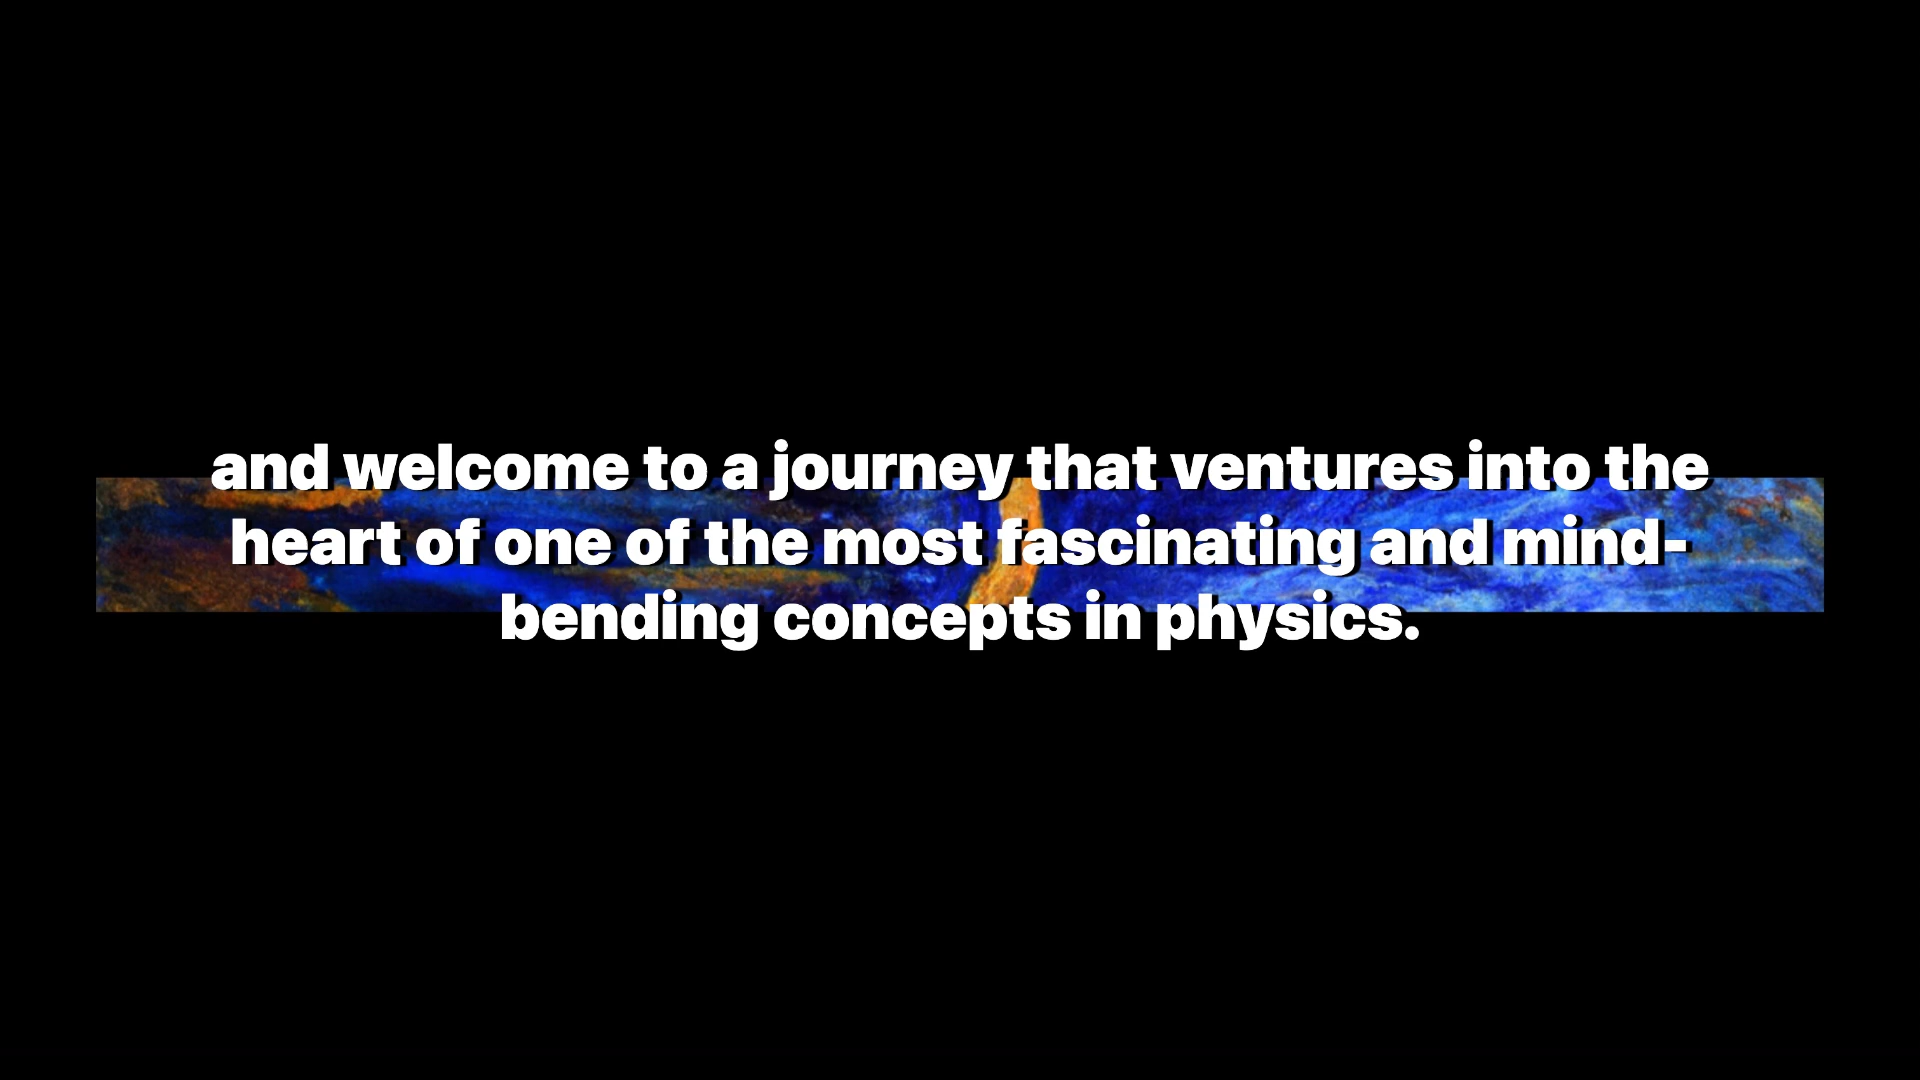 and welcome to a journey that ventures into the
heart of one of the most fascinating and mind-
bending concepts in physics.